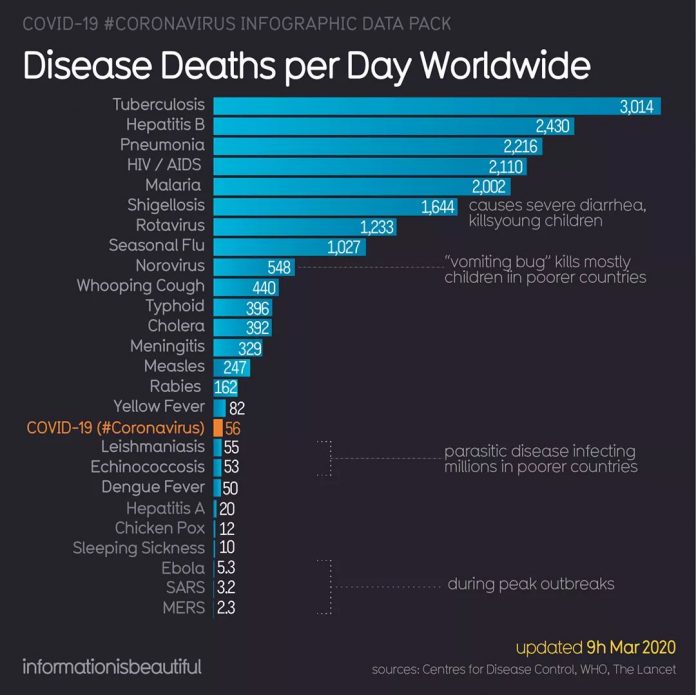 COVID-19 #CORONAVIRUS INFOGRAPHIC DATA PACK
Disease Deaths per Day Worldwide
Tuberculosis 3,014
Hepatitis B 2,430
Pneumonia 2,216
HIV / AIDS 2,110
Malaria 2,002
Shigellosis 1,644 causes severe diarrhea,
killsyoung children
Rotavirus 1,233
Seasonal Flu 1,027
Norovirus 548 "vomiting bug" kills mostly
children iin poorer countries
Whooping Cough 440
Typhoid 396
Cholera 392
Meningitis 329
Measles 247
Rabies 162
Yellow Fever 82
COVID-19 (#Coronavirus) 56
Leishmaniasis 55
parasitic disease infecting
millions in poorer countries
Echinococcosis 53
Dengue Fever 50
Hepatitis A 20
Chicken Pox 12
Sleeping Sickness 10
Ebola 5.3
SARS 3.2 during peak outbreaks
MERS 2.3
updated 9h Mar 2020
informationisbeautiful
sources: Centres for Disease Control, WHO, The Lancet